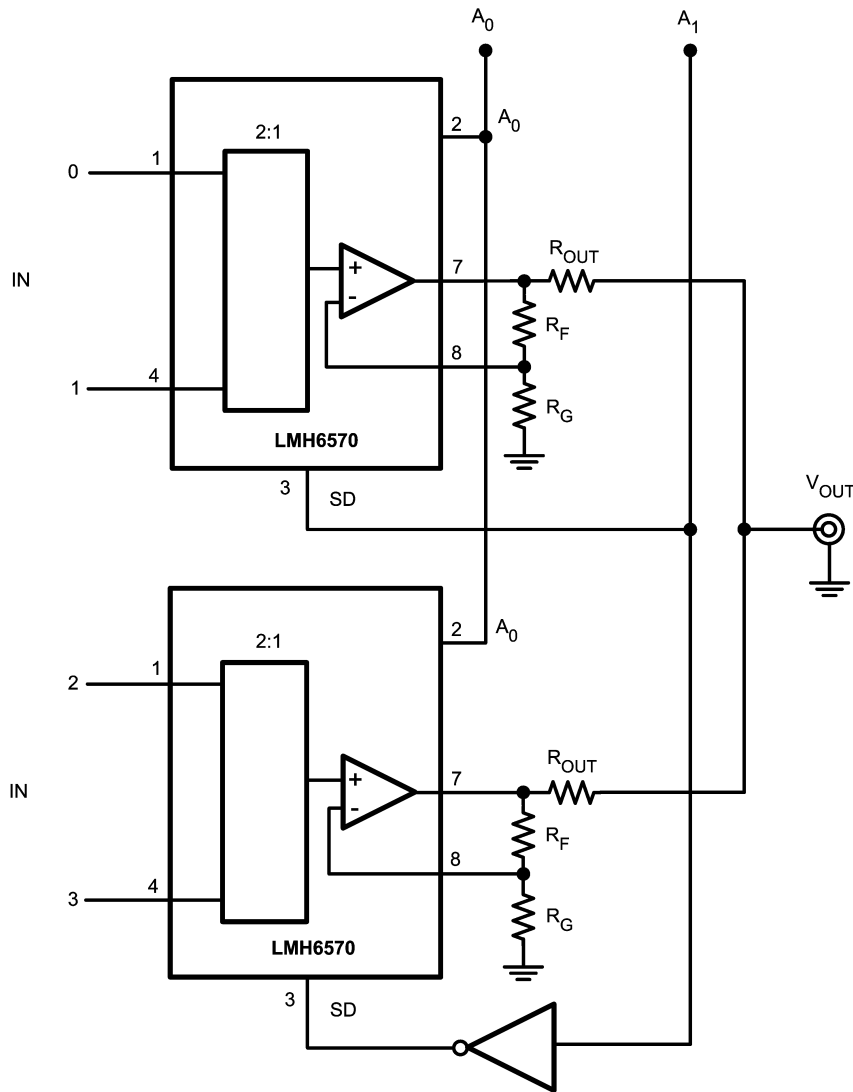 A0 A1
A0
2:1 2
0 1
ROUT
IN + 7
-
RF
8
1 4
RG
LMH6570
3 SD
VOUT
2 A0
2:1
2 1
ROUT
IN + 7
-
RF
8
3 4
RG
LMH6570
3 SD